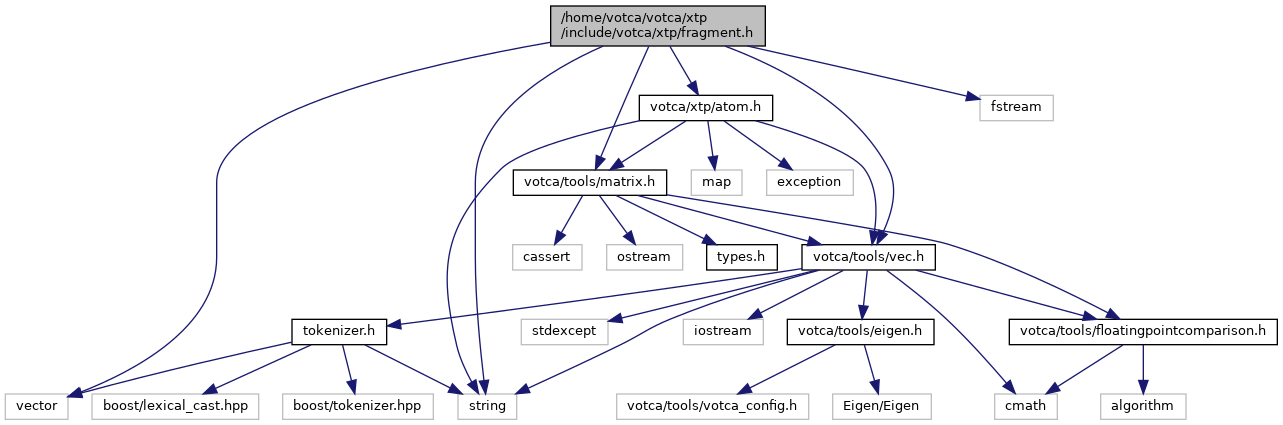 /home/votca/votca/xtp
/include/votca/xtp/fragment.h
votca/xtp/atom.h
fstream
votca/tools/matrix.h
map
exception
cassert
ostream
types.h
votca/tools/vec.h
tokenizer.h
stdexcept
iostream
votca/tools/eigen.h
votca/tools/floatingpointcomparison.h
vector
boost/lexical_cast.hpp
boost/tokenizer.hpp
string
votca/tools/votca_config.h
Eigen/Eigen
cmath
algorithm